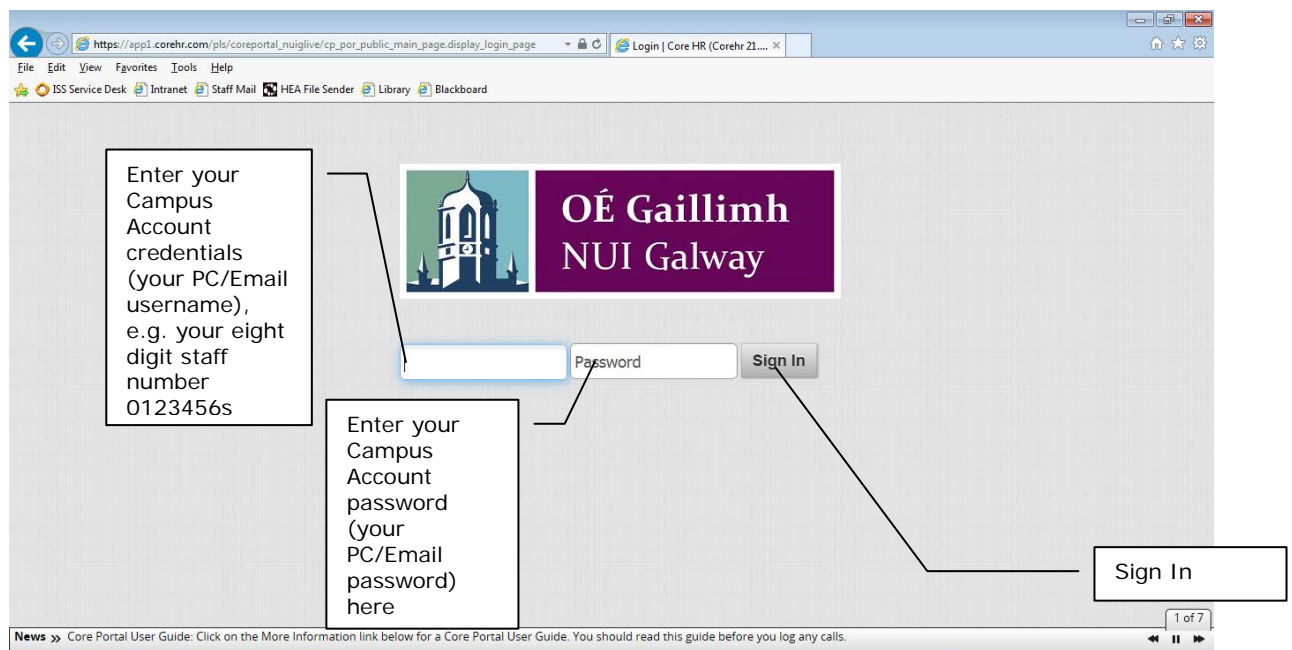 https://app1.corehr.com/pls/coreportal_nuiglive/cp_por_public_main_page.display_login_page
Login | Core HR (Corehr 21....
File Edit View Favorites Tools Help
ISS Service Desk Intranet Staff Mail HEA File Sender Library Blackboard
Enter your
Campus
Account
credentials
(your PC/Email
username),
e.g. your eight
digit staff
number
0123456s
OÉ Gaillimh
NUI Galway
Password
Sign In
Enter your
Campus
Account
password
(your
PC/Email
password)
here
Sign In
1 of 7
News » Core Portal User Guide: Click on the More Information link below for a Core Portal User Guide. You should read this guide before you log any calls.